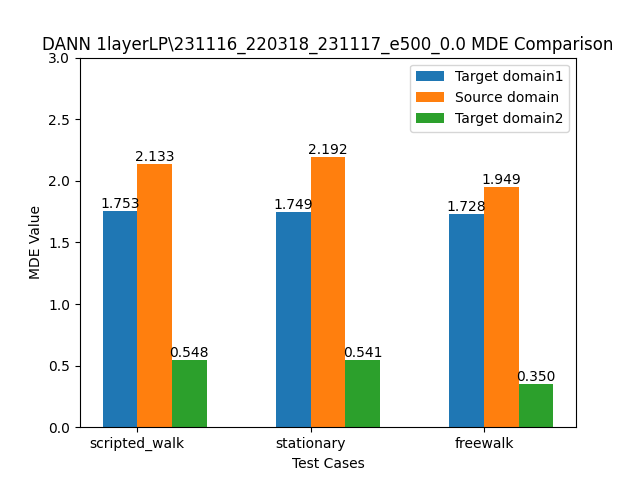 DANN 1layerLP\231116_220318_231117_e500_0.0 MDE Comparison
3.0
2.5
2.0
1.5
1.0
0.5
0.0
MDE Value
Target domain1
Source domain
Target domain2
1.753
2.133
0.548
1.749
2.192
0.541
1.728
1.949
0.350
scripted_walk
stationary
freewalk
Test Cases